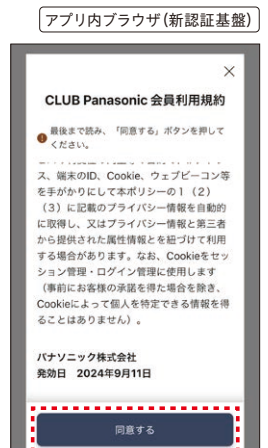 アプリ内ブラウザ(新認証基盤)
×
CLUB Panasonic 会員利用規約
最後まで読み、「同意する」ボタンを押して
ください。
ス、端末のID、Cookie、ウェブビーコン等
を手がかりにして本ポリシーの1(2)
(3)に記載のプライバシー情報を自動的
に取得し、又はプライバシー情報と第三者
から提供された属性情報とを紐づけて利用
する場合があります。なお、Cookieをセッ
ション管理・ログイン管理に使用します
(事前にお客様の承諾を得た場合を除き、
Cookieによって個人を特定できる情報を得
ることはありません)。
パナソニック株式会社
発効日 2024年9月11日
同意する